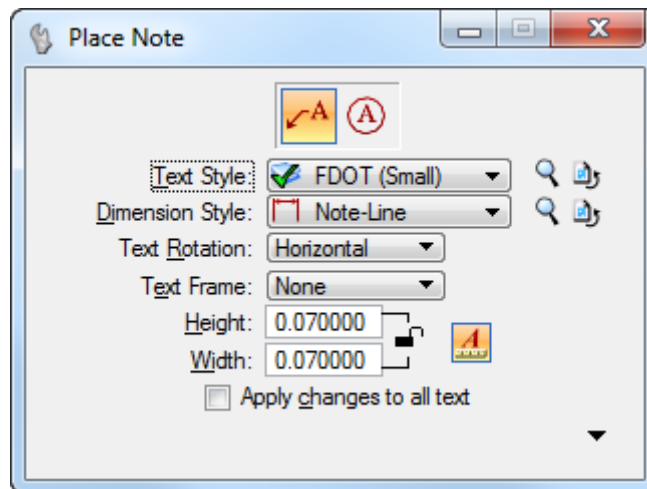 Place Note
A A
Text Style: FDOT (Small)
Dimension Style: Note-Line
Text Rotation: Horizontal
Text Frame: None
Height: 0.070000
A
Width: 0.070000
Apply changes to all text